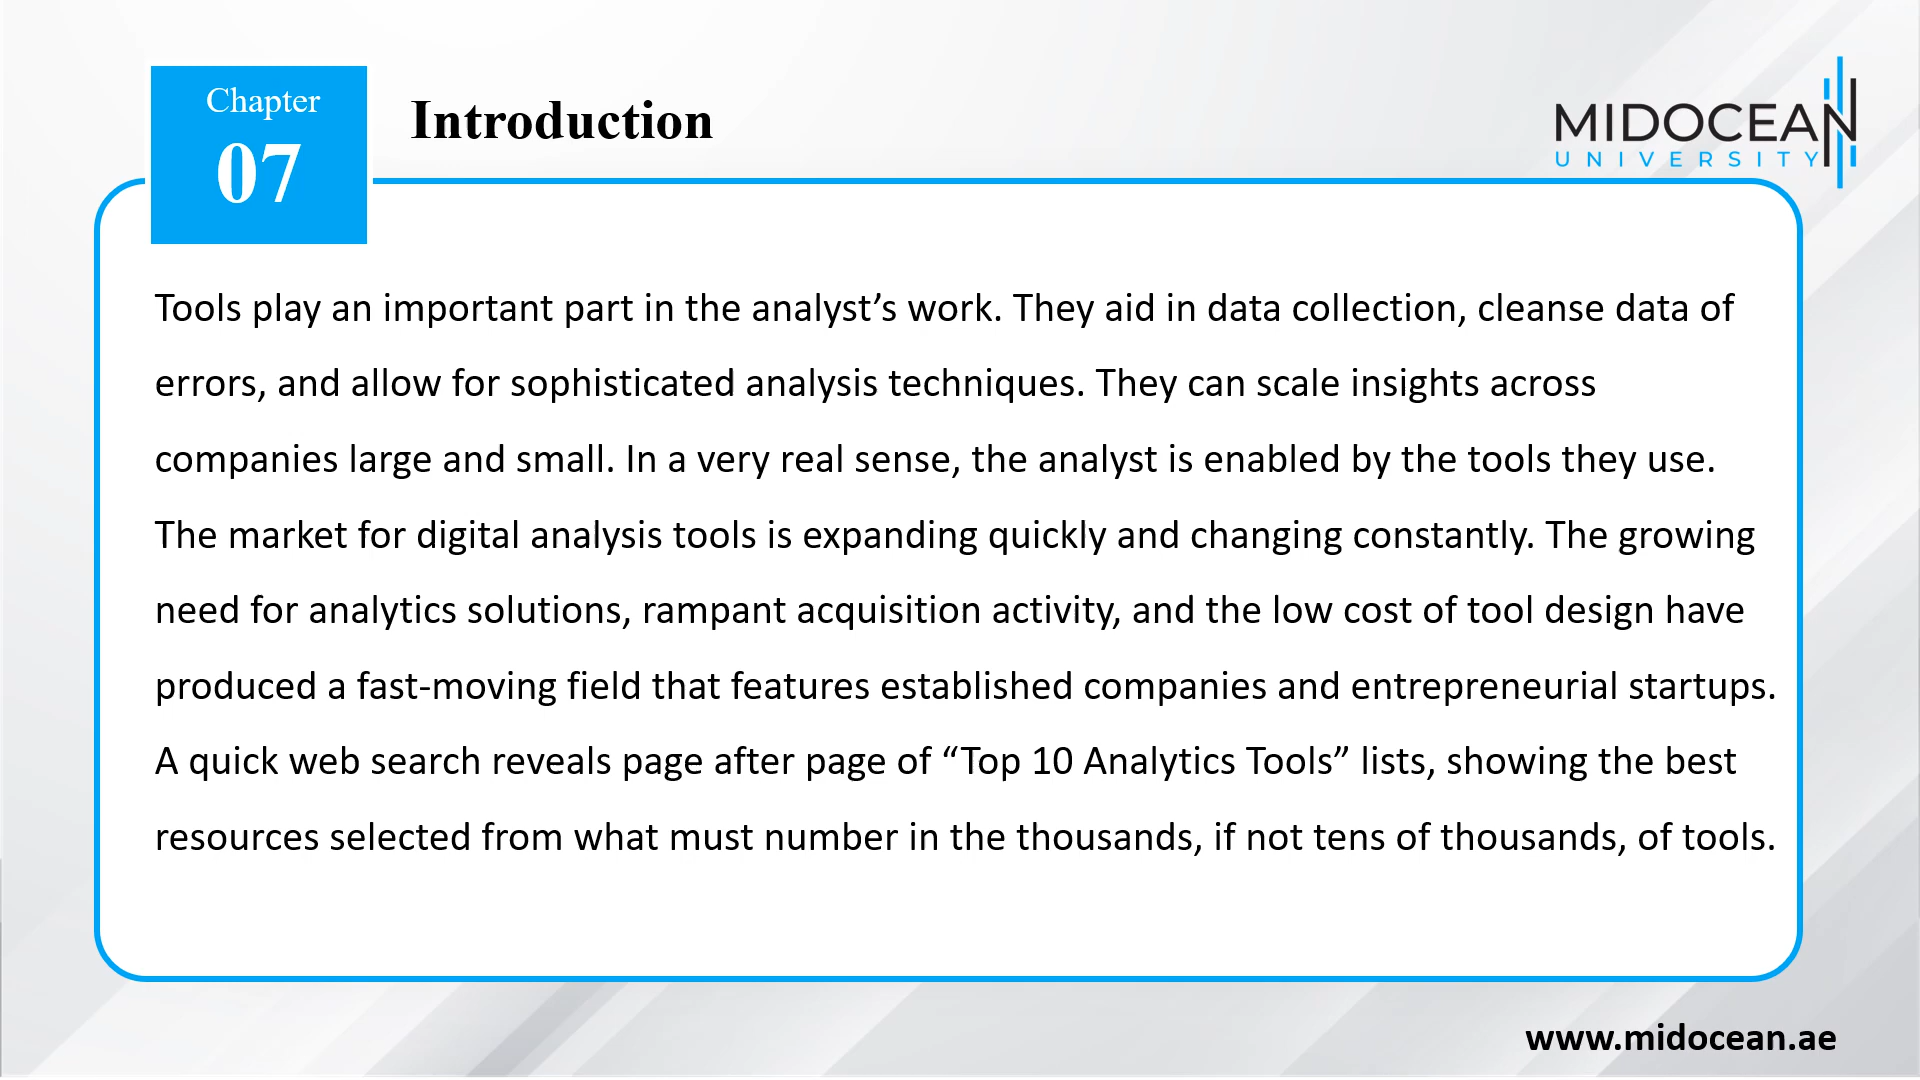 Chapter
07
Introduction
MIDOCEAN
UNIVERSITY
Tools play an important part in the analyst’s work. They aid in data collection, cleanse data of
errors, and allow for sophisticated analysis techniques. They can scale insights across
companies large and small. In a very real sense, the analyst is enabled by the tools they use.
The market for digital analysis tools is expanding quickly and changing constantly. The growing
need for analytics solutions, rampant acquisition activity, and the low cost of tool design have
produced a fast-moving field that features established companies and entrepreneurial startups.
A quick web search reveals page after page of “Top 10 Analytics Tools” lists, showing the best
resources selected from what must number in the thousands, if not tens of thousands, of tools.
www.midocean.ae